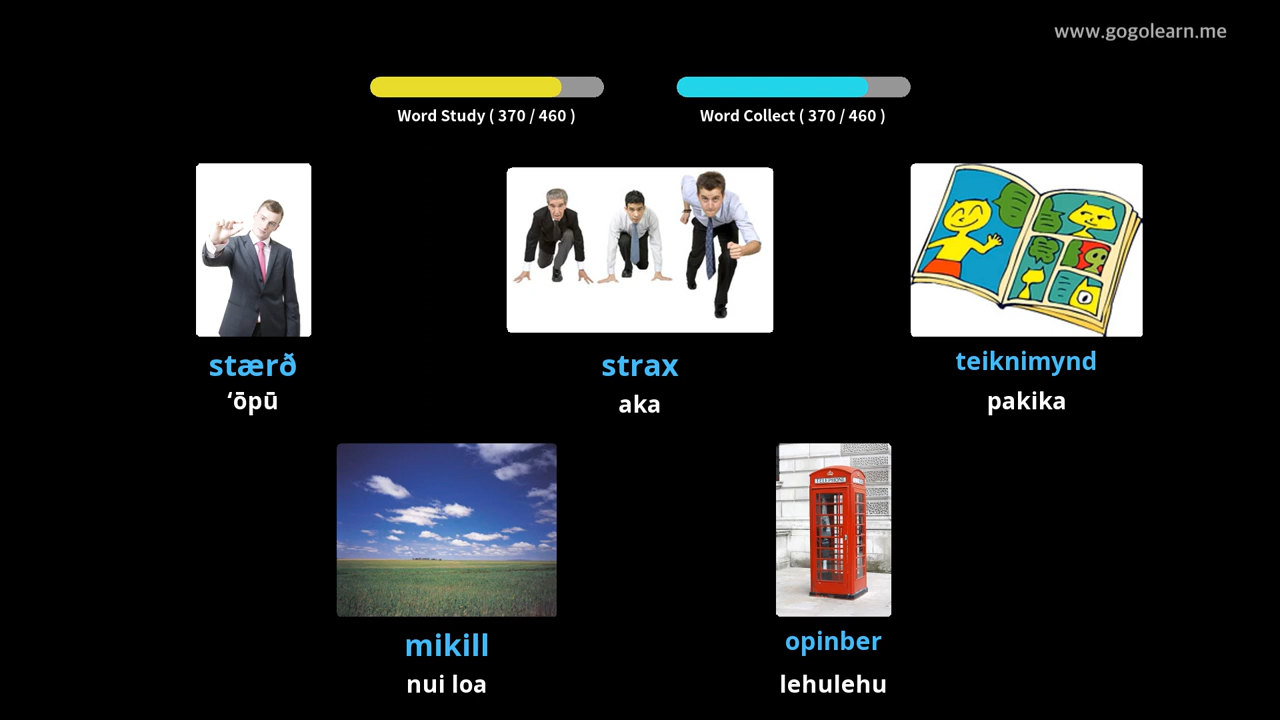 www.gogolearn.me
Word Study ( 370 / 460 )
Word Collect ( 370 / 460 )
stærð
ʻōpū
strax
aka
teiknimynd
pakika
mikill
nui loa
TELEPHONE
opinber
lehulehu